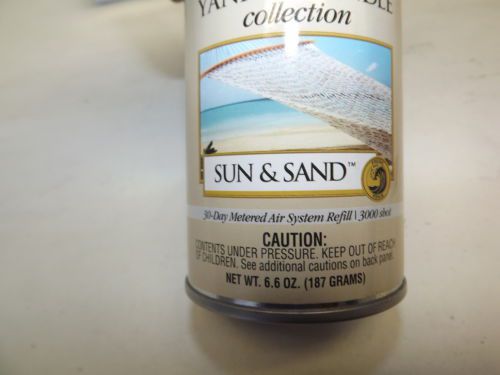 collection
SUN & SAND™
30-Day Metered Air System Refill | 3000 shot
CAUTION:
CONTENTS UNDER PRESSURE. KEEP OUT OF REACH
OF CHILDREN. See additional cautions on back panel.
NET WT. 6.6 OZ. (187 GRAMS)